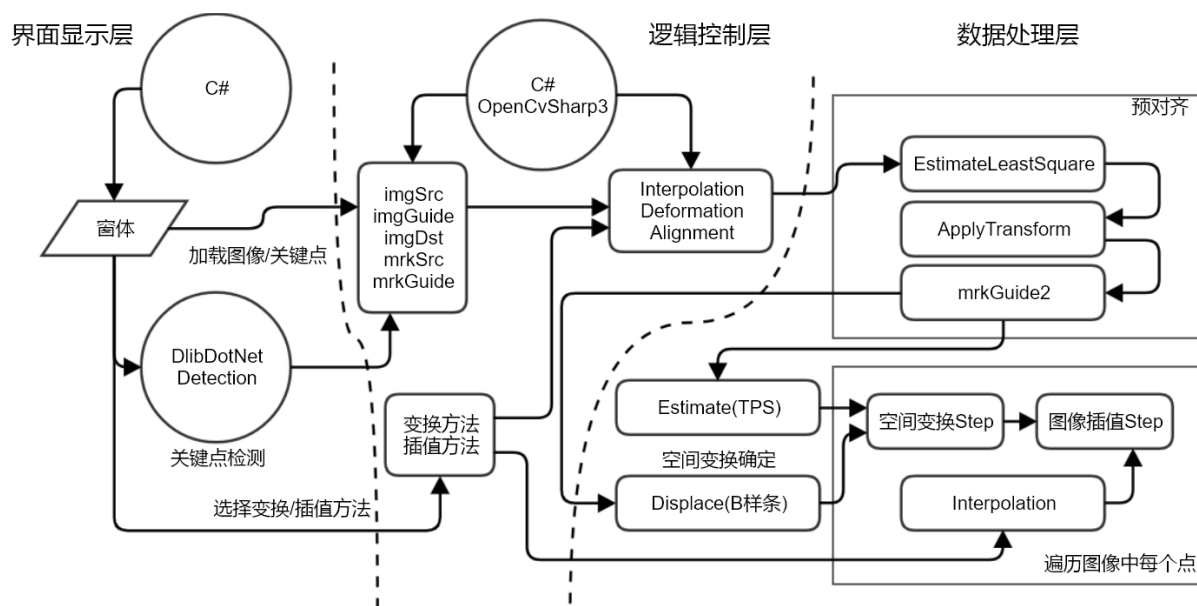 界面显示层
逻辑控制层
数据处理层
C#
C#
OpenCvSharp3
预对齐
EstimateLeastSquare
窗体
加载图像/关键点
imgSrc
imgGuide
imgDst
mrkSrc
mrkGuide
Interpolation
Deformation
Alignment
ApplyTransform
mrkGuide2
DlibDotNet
Detection
关键点检测
变换方法
插值方法
选择变换/插值方法
Estimate(TPS)
空间变换确定
Displace(B样条)
空间变换Step
图像插值Step
Interpolation
遍历图像中每个点